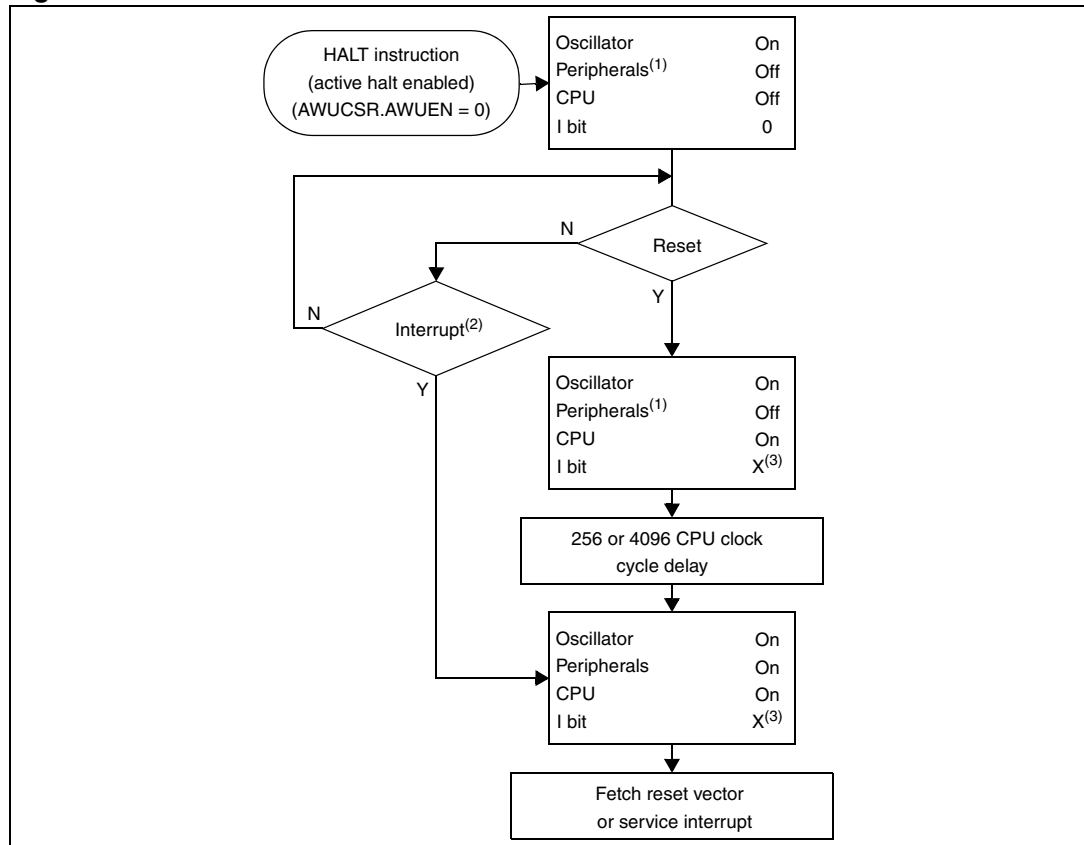 HALT instruction
(active halt enabled)
(AWUCSR.AWUEN = 0)
Oscillator On
Peripherals(1) Off
CPU Off
I bit 0
Reset
N
Y
Interrupt(2)
N
Y
Oscillator On
Peripherals(1) Off
CPU On
I bit X(3)
256 or 4096 CPU clock
cycle delay
Oscillator On
Peripherals On
CPU On
I bit X(3)
Fetch reset vector
or service interrupt